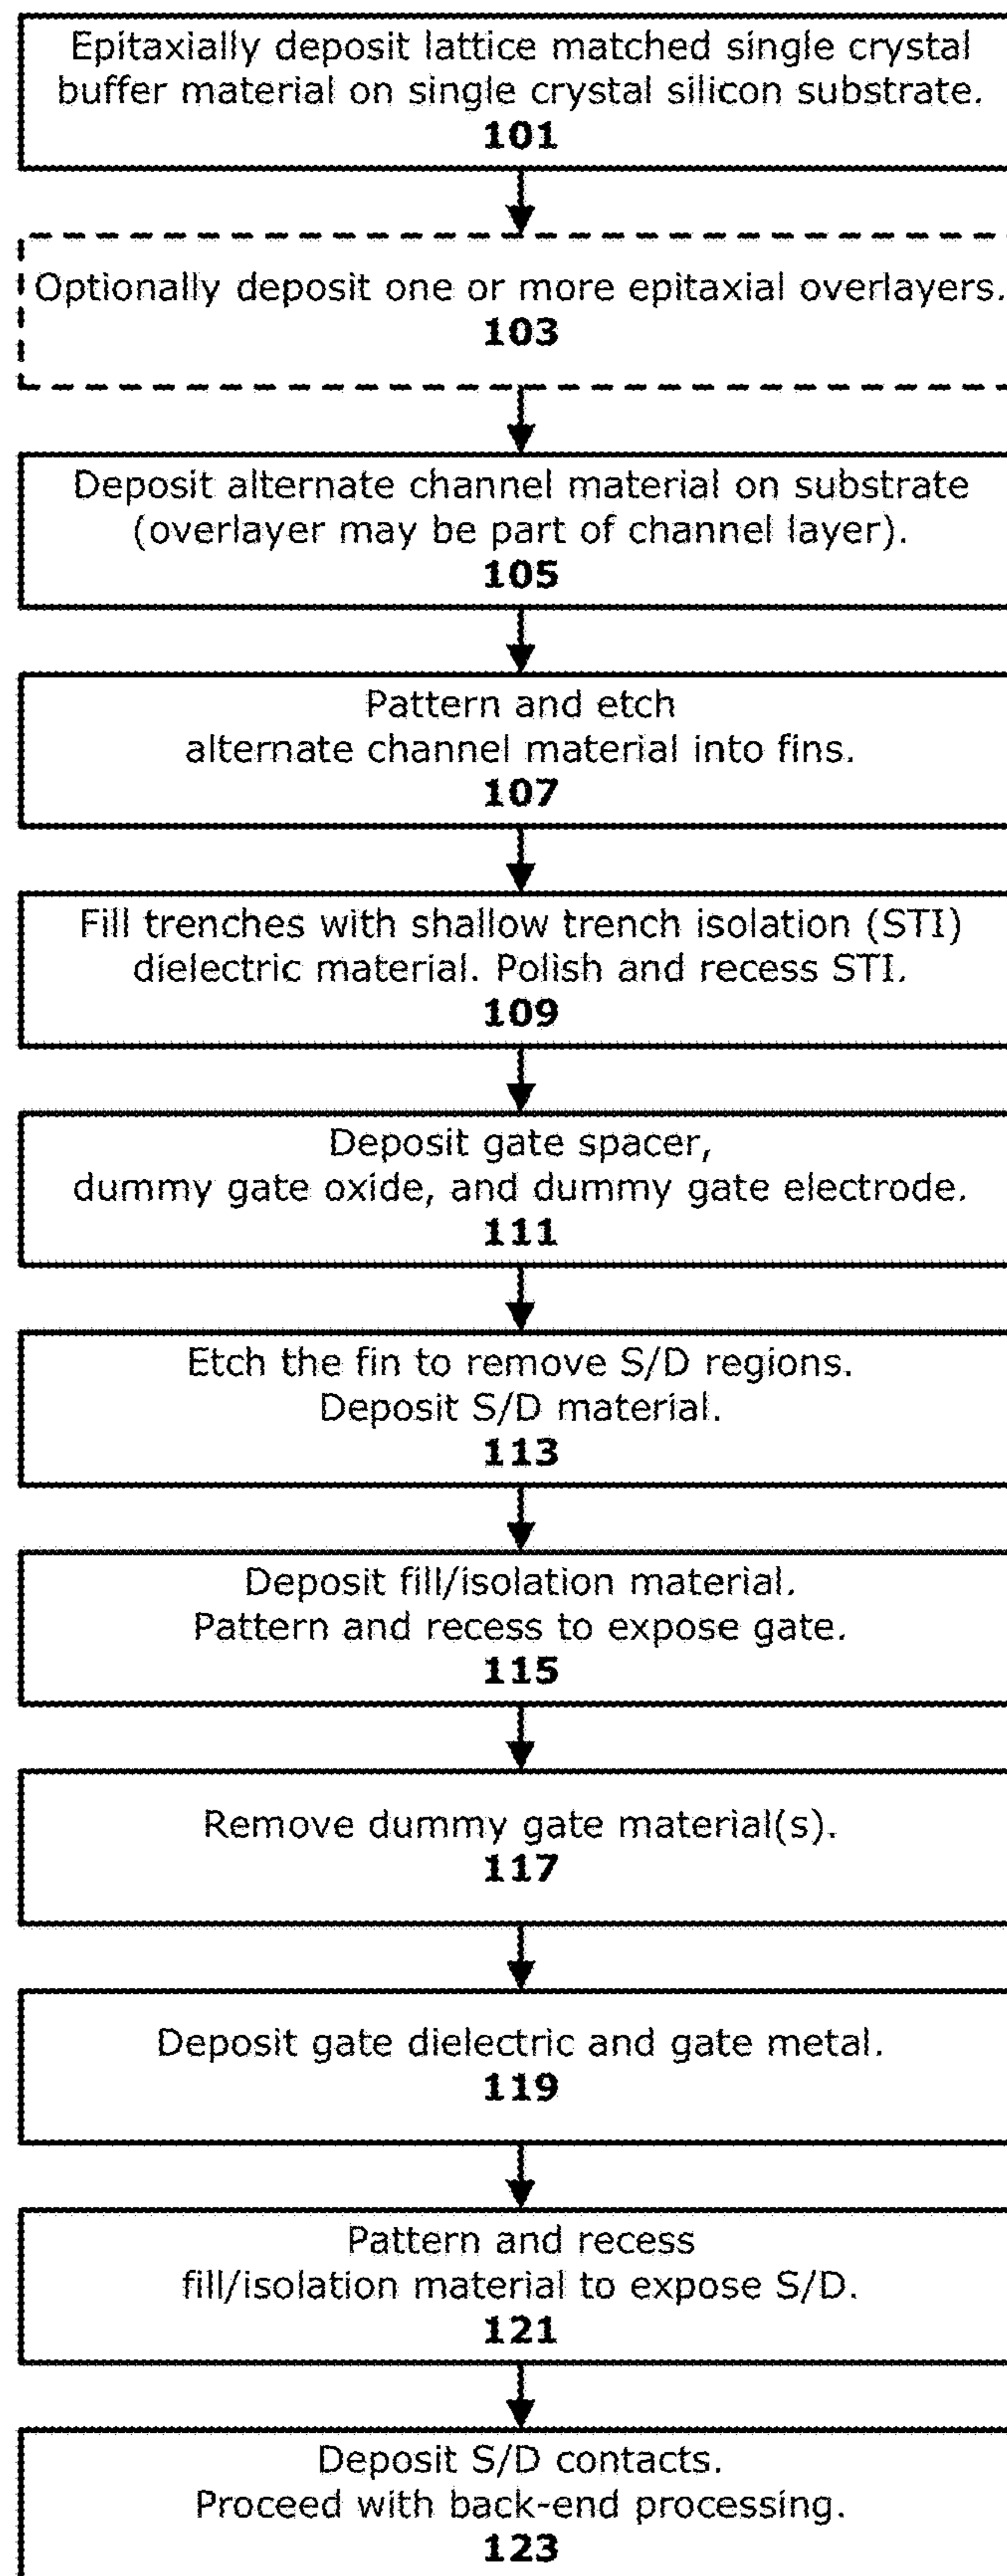 Epitaxially deposit lattice matched single crystal
buffer material on single crystal silicon substrate.
101
Optionally deposit one or more epitaxial overlayers.
103
Deposit alternate channel material on substrate
(overlayer may be part of channel layer).
105
Pattern and etch
alternate channel material into fins.
107
Fill trenches with shallow trench isolation (STI)
dielectric material. Polish and recess STI.
109
Deposit gate spacer,
dummy gate oxide, and dummy gate electrode.
111
Etch the fin to remove S/D regions.
Deposit S/D material.
113
Deposit fill/isolation material.
Pattern and recess to expose gate.
115
Remove dummy gate material(s).
117
Deposit gate dielectric and gate metal.
119
Pattern and recess
fill/isolation material to expose S/D.
121
Deposit S/D contacts.
Proceed with back-end processing.
123